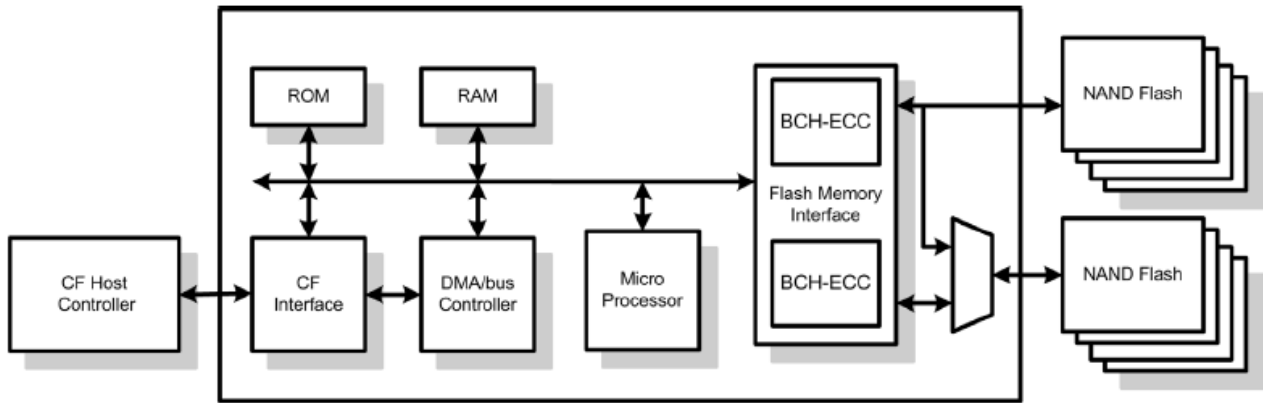 ROM
RAM
BCH-ECC
NAND Flash
Flash Memory
Interface
CF Host
Controller
CF
Interface
DMA/bus
Controller
Micro
Processor
BCH-ECC
NAND Flash